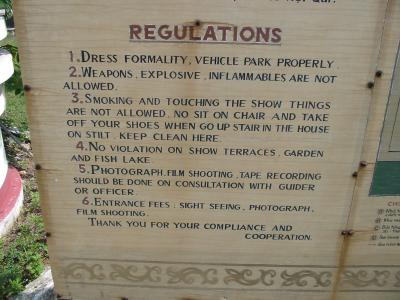 REGULATIONS
1. DRESS FORMALITY, VEHICLE PARK PROPERLY.
2. WEAPONS, EXPLOSIVE, INFLAMMABLES ARE NOT
ALLOWED.
3. SMOKING AND TOUCHING THE SHOW THINGS
ARE NOT ALLOWED. NO SIT ON CHAIR AND TAKE
OFF YOUR SHOES WHEN GO UP STAIR IN THE HOUSE
ON STILT. KEEP CLEAN HERE.
4. NO VIOLATION ON SHOW TERRACES, GARDEN
AND FISH LAKE.
5. PHOTOGRAPH, FILM SHOOTING, TAPE RECORDING
SHOULD BE DONE ON CONSULTATION WITH GUIDER
OR OFFICER.
6. ENTRANCE FEES: SIGHT SEEING, PHOTOGRAPH,
FILM SHOOTING.
THANK YOU FOR YOUR COMPLIANCE AND
COOPERATION.